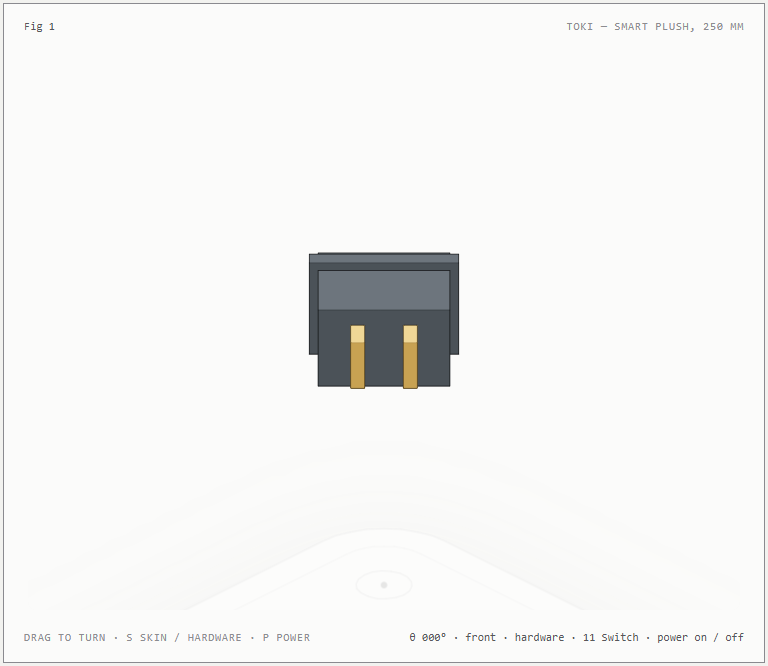 Fig 1
TOKI — SMART PLUSH, 250 MM
DRAG TO TURN · S SKIN / HARDWARE · P POWER
θ 000° · front · hardware · 11 Switch · power on / off